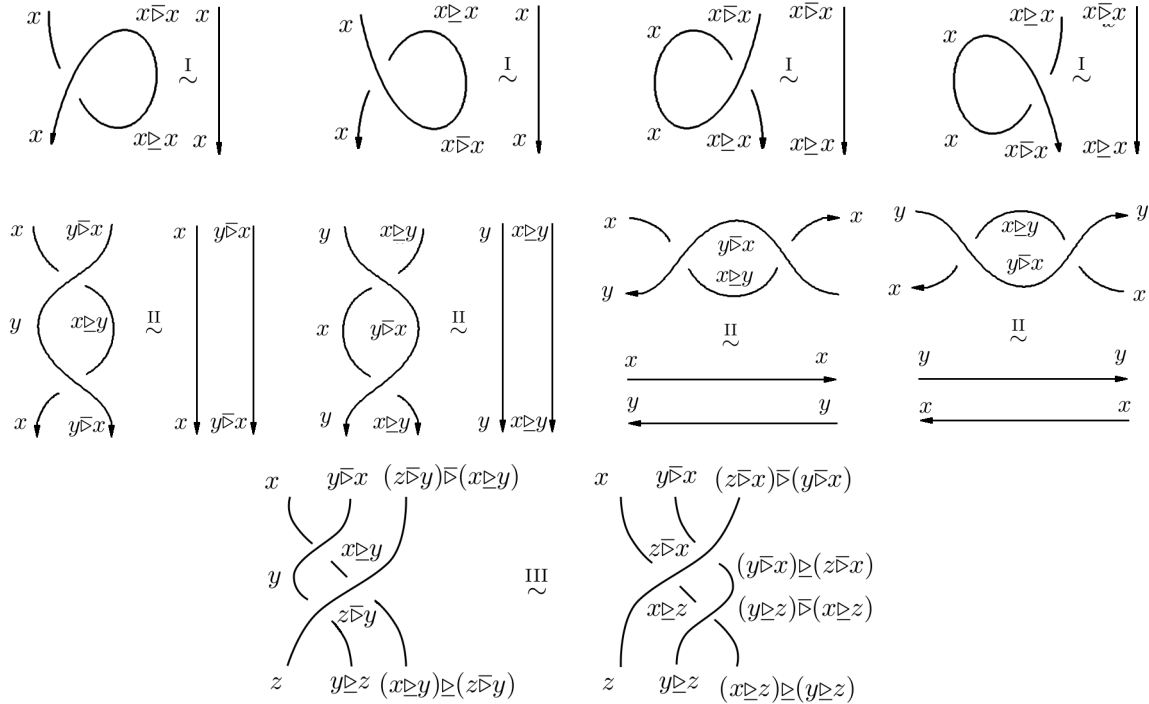 x x▷̄x x x x▷̲x x x x▷̄x x▷̄x x x▷̲x x▷̄x
I ∼ I ∼ I ∼ I ∼
x x▷̲x x x x▷̄x x x x▷̲x x▷̲x x x▷̄x x▷̲x
x y▷̄x x y▷̄x y x▷̲y y x▷̲y x x y y
y▷̄x x▷̲y
x▷̲y y▷̄x
y x x
y x▷̲y II ∼ x y▷̄x II ∼ II ∼ II ∼
x x y y
x y▷̄x x y▷̄x y x▷̲y y x▷̲y y y x x
x y▷̄x (z▷̄y)▷̄(x▷̲y) x y▷̄x (z▷̄x)▷̄(y▷̄x)
x▷̲y z▷̄x
y III ∼ (y▷̄x)▷̲(z▷̄x)
z▷̄y x▷̲z (y▷̲z)▷̄(x▷̲z)
z y▷̲z (x▷̲y)▷̲(z▷̄y) z y▷̲z (x▷̲z)▷̲(y▷̲z)